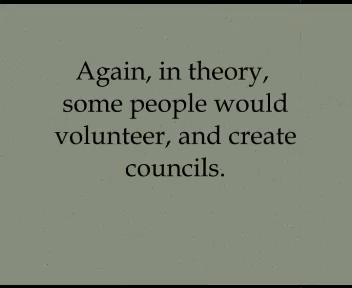 Again, in theory,
some people would
volunteer, and create
councils.